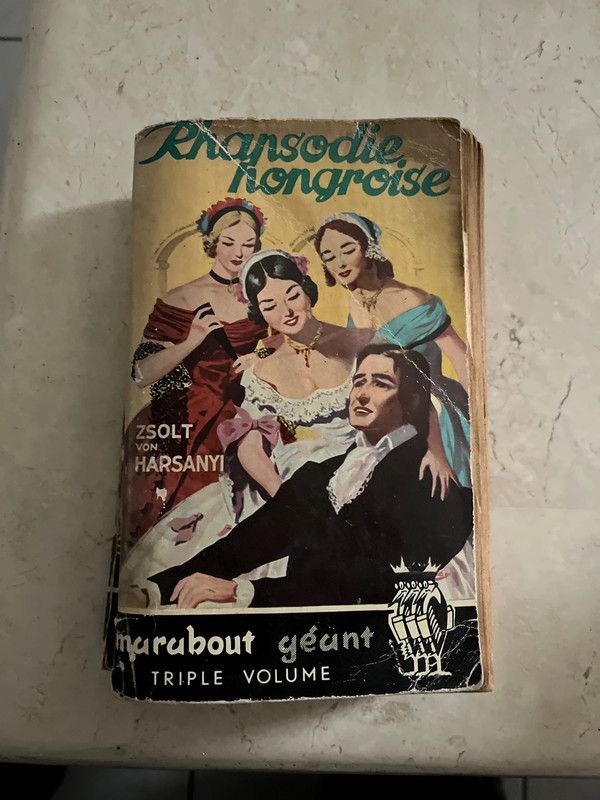 Rhapsodie
hongroise
ZSOLT
VON
HARSANYI
marabout géant
TRIPLE VOLUME